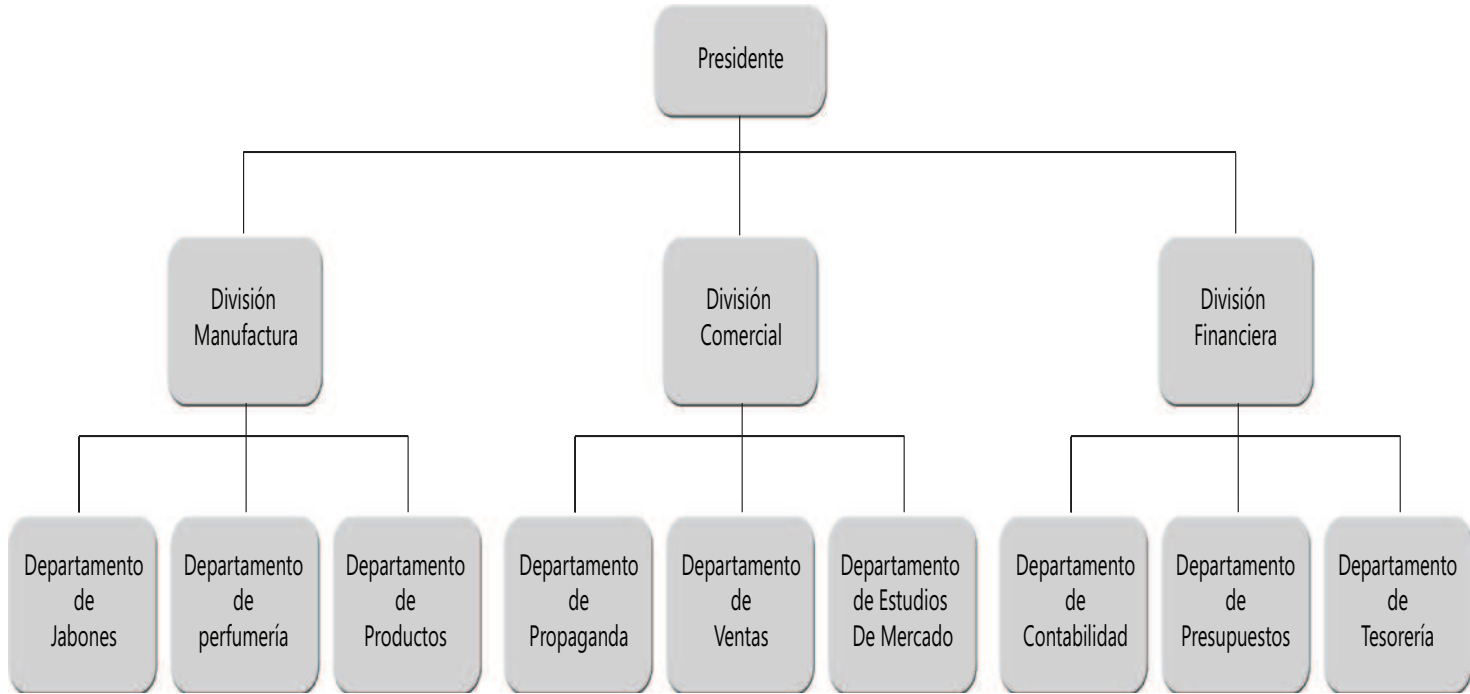 Presidente
División
Manufactura
División
Comercial
División
Financiera
Departamento
de
Jabones
Departamento
de
perfumería
Departamento
de
Productos
Departamento
de
Propaganda
Departamento
de
Ventas
Departamento
de Estudios
De Mercado
Departamento
de
Contabilidad
Departamento
de
Presupuestos
Departamento
de
Tesorería